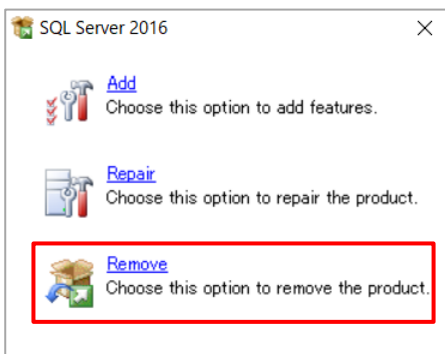 SQL Server 2016
Add
Choose this option to add features.
Repair
Choose this option to repair the product.
Remove
Choose this option to remove the product.